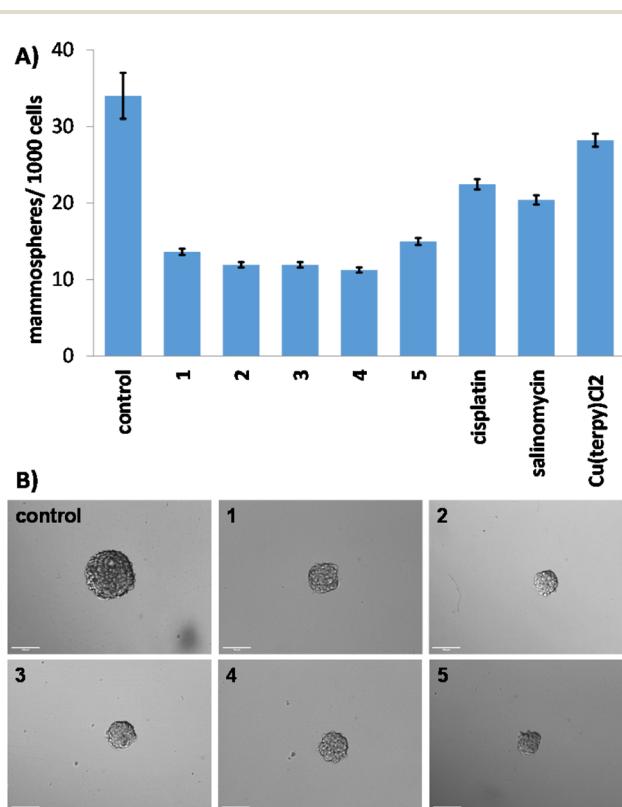 A)
mammospheres/ 1000 cells
40
30
20
10
0
control
1
2
3
4
5
cisplatin
salinomycin
Cu(terpy)Cl2
B)
control
1
2
3
4
5